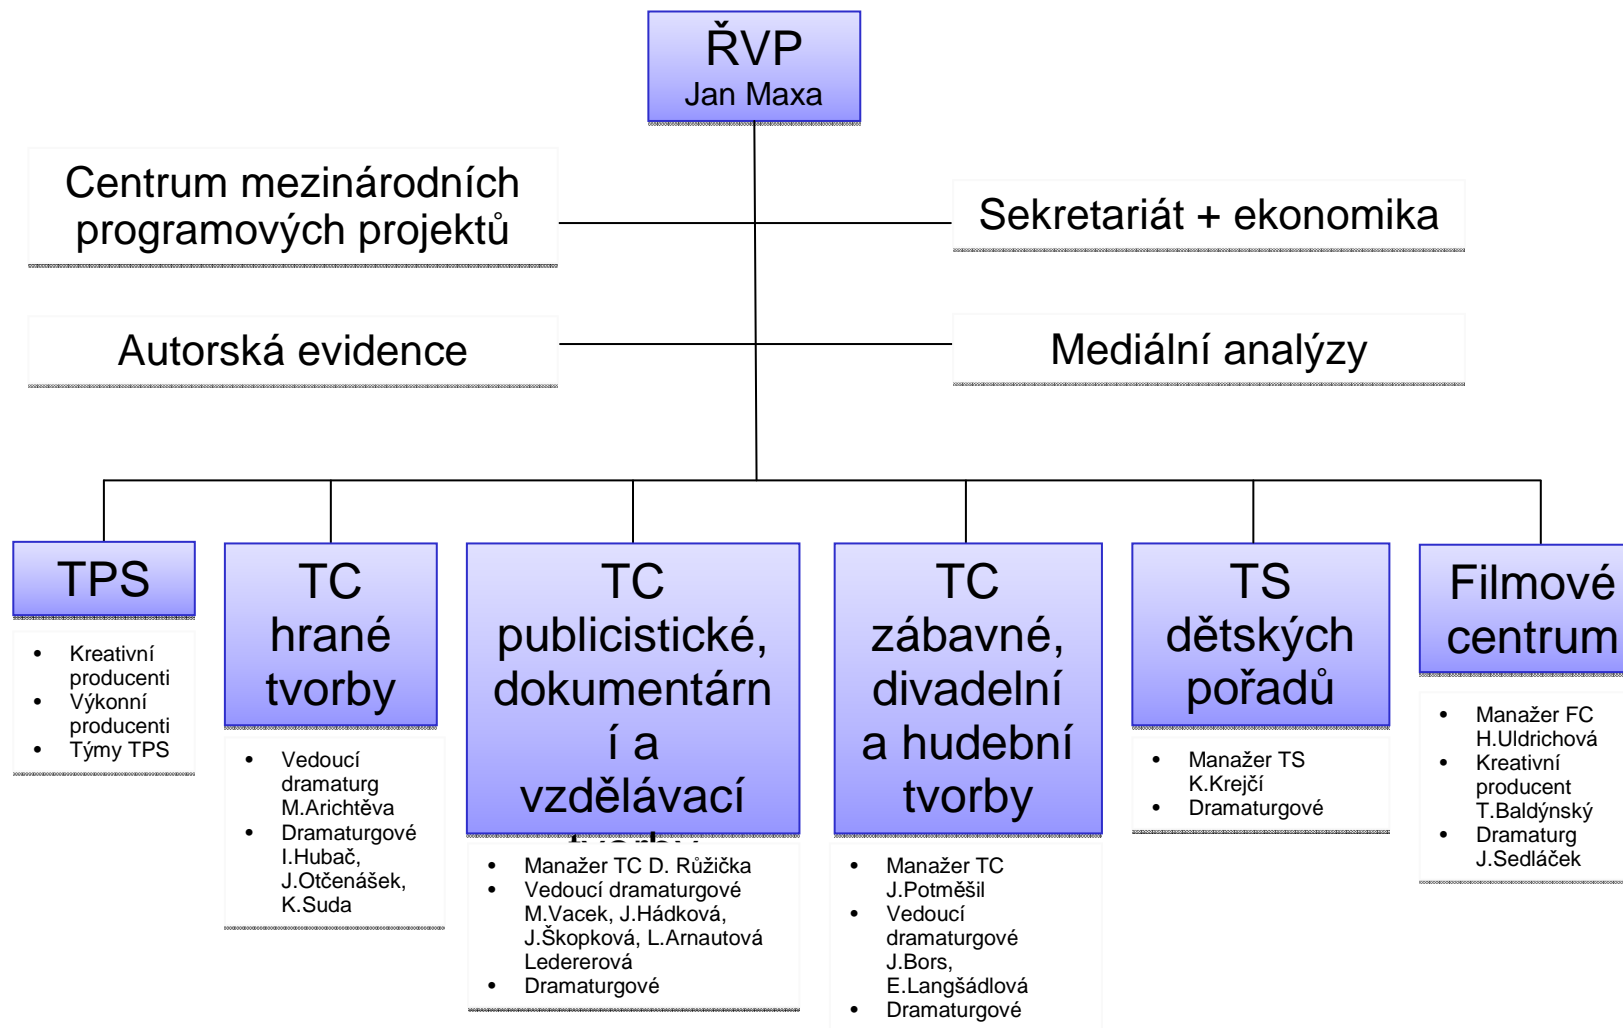 ŘVP
Jan Maxa
Centrum mezinárodních
programových projektů
Sekretariát + ekonomika
Autorská evidence
Mediální analýzy
TPS
• Kreativní
producenti
• Výkonní
producenti
• Týmy TPS
TC
hrané
tvorby
• Vedoucí
dramaturg
M.Arichtěva
• Dramaturgové
I.Hubač,
J.Otčenášek,
K.Suda
TC
publicistické,
dokumentárn
í a
vzdělávací
tvorby
• Manažer TC D. Růžička
• Vedoucí dramaturgové
M.Vacek, J.Hádková,
J.Škopková, L.Arnautová
Ledererová
• Dramaturgové
TC
zábavné,
divadelní
a hudební
tvorby
• Manažer TC
J.Potměšil
• Vedoucí
dramaturgové
J.Bors,
E.Langšádlová
• Dramaturgové
TS
dětských
pořadů
• Manažer TS
K.Krejčí
• Dramaturgové
Filmové
centrum
• Manažer FC
H.Uldrichová
• Kreativní
producent
T.Baldýnský
• Dramaturg
J.Sedláček